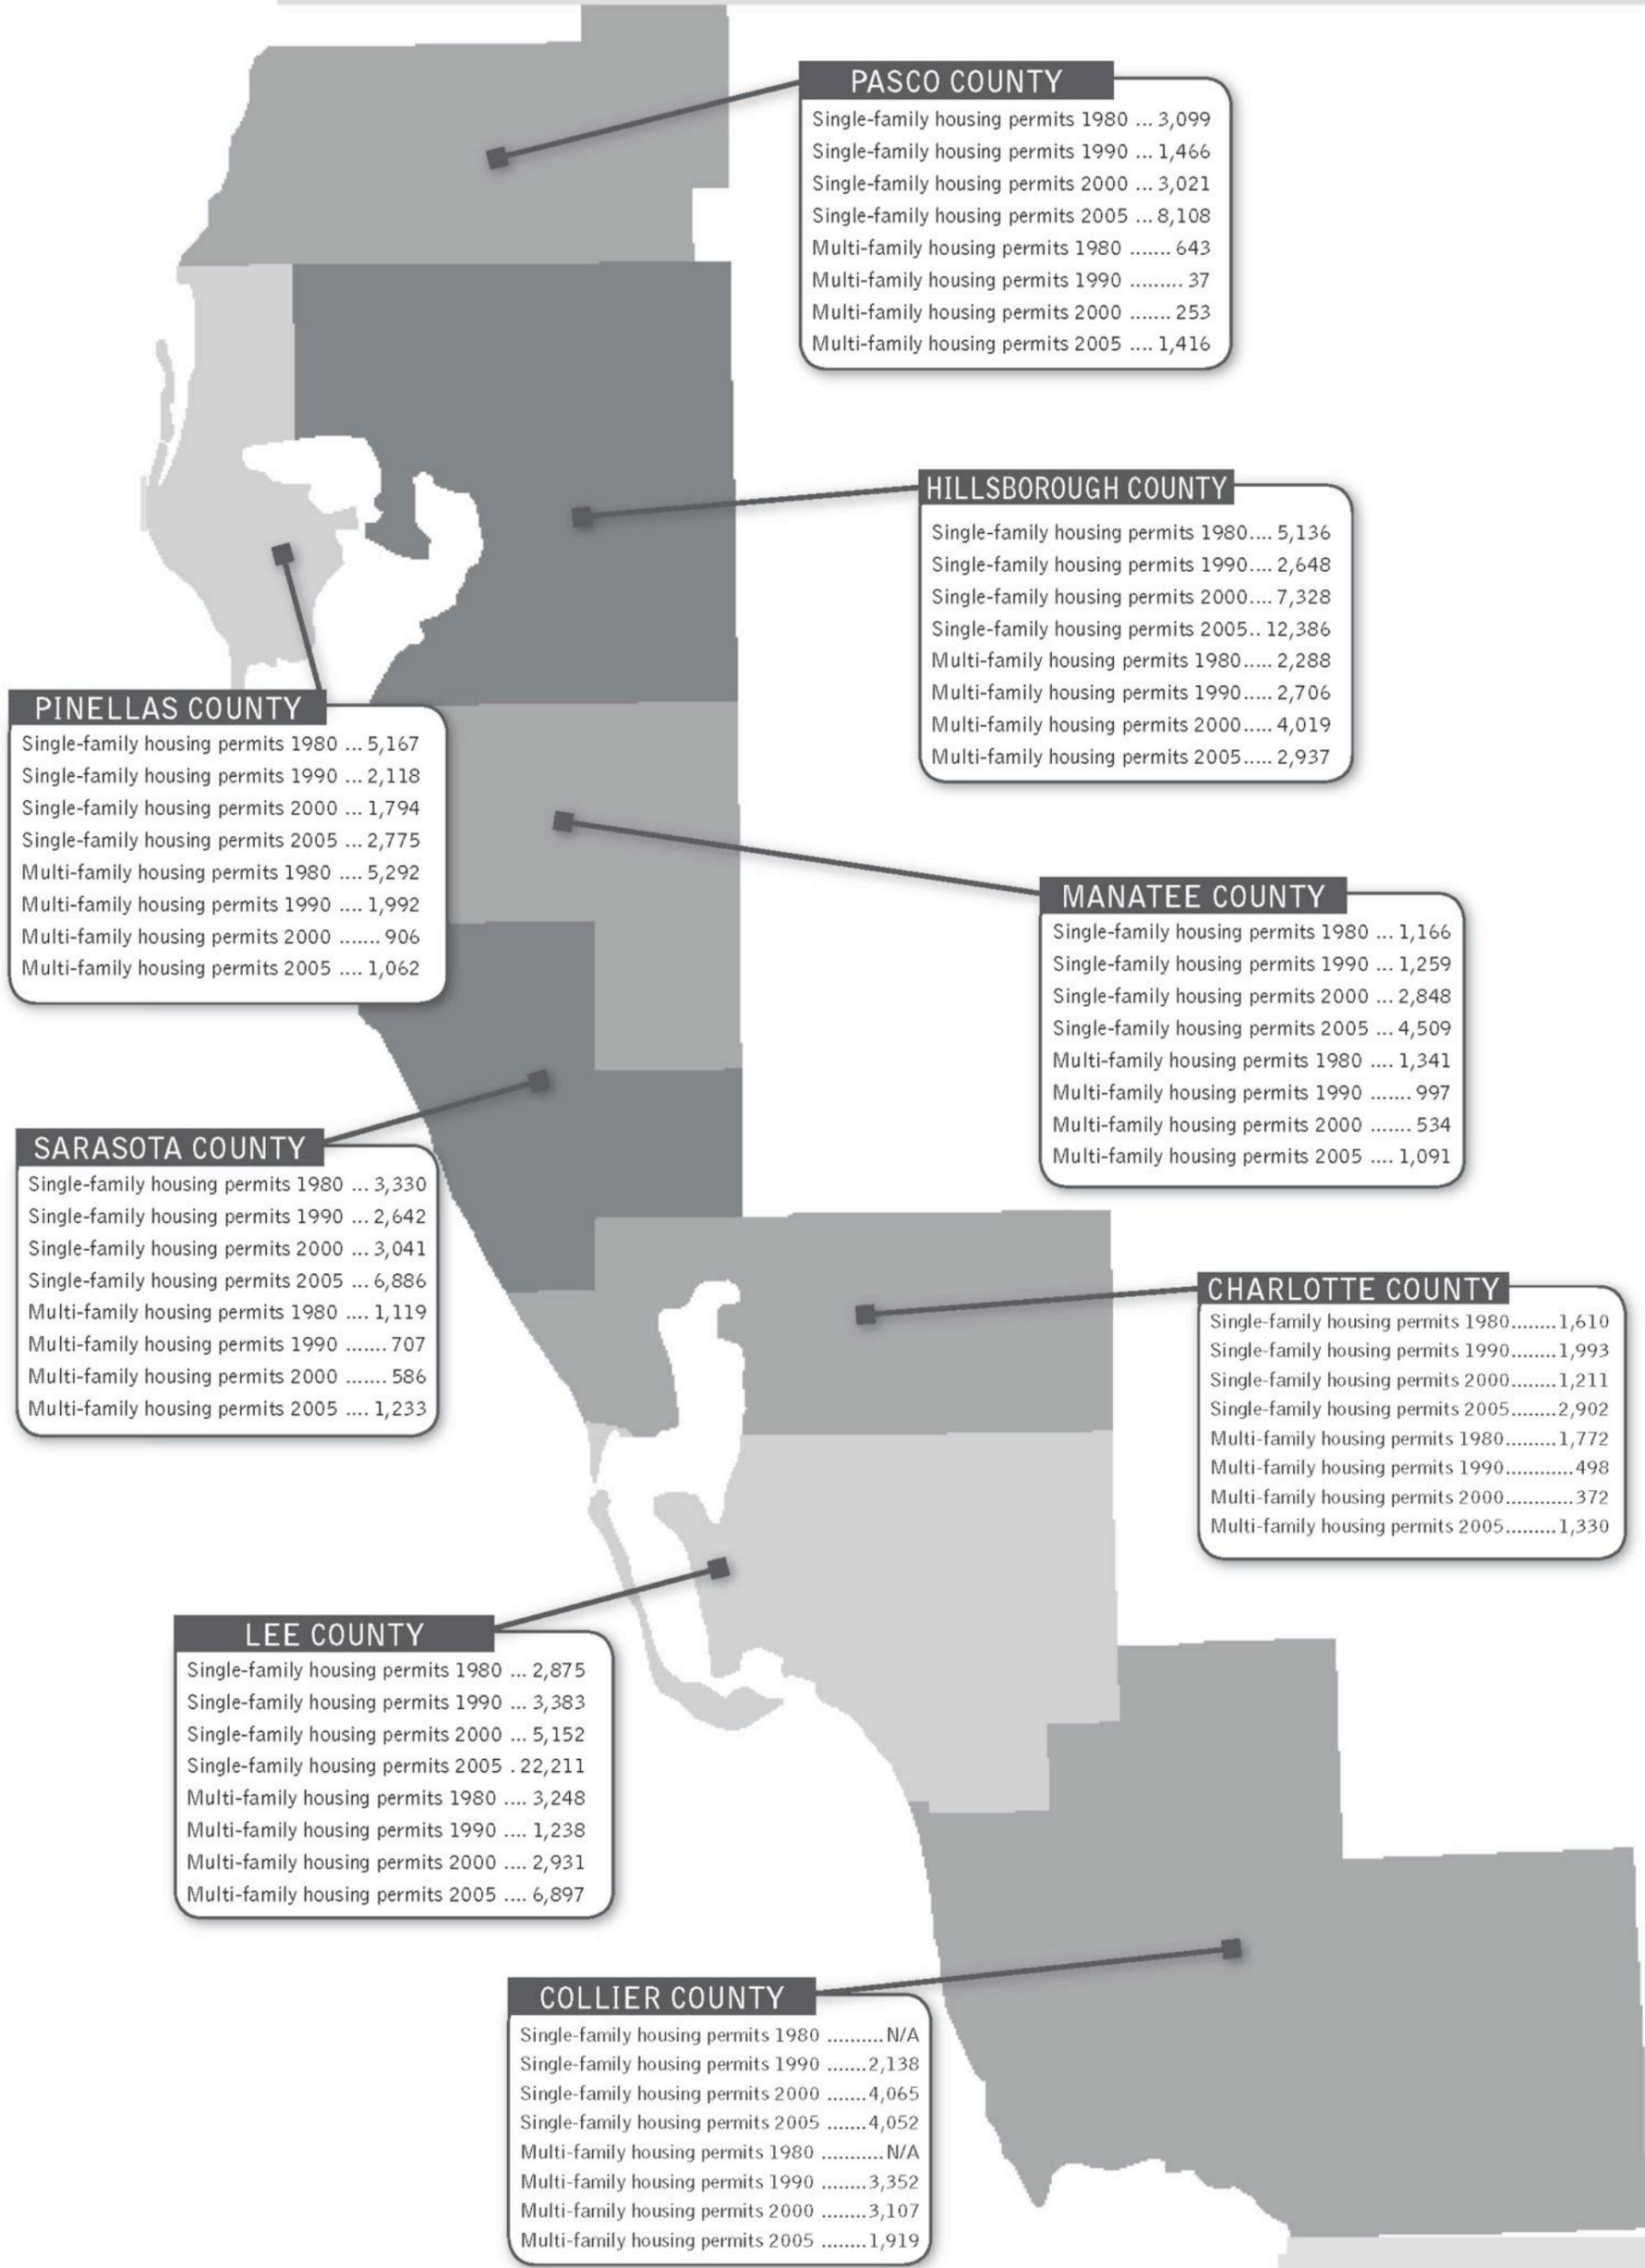 PASCO COUNTY
Single-family housing permits 1980 ... 3,099
Single-family housing permits 1990 ... 1,466
Single-family housing permits 2000 ... 3,021
Single-family housing permits 2005 ... 8,108
Multi-family housing permits 1980 ....... 643
Multi-family housing permits 1990 ......... 37
Multi-family housing permits 2000 ....... 253
Multi-family housing permits 2005 .... 1,416
HILLSBOROUGH COUNTY
Single-family housing permits 1980.... 5,136
Single-family housing permits 1990.... 2,648
Single-family housing permits 2000.... 7,328
Single-family housing permits 2005.. 12,386
Multi-family housing permits 1980..... 2,288
Multi-family housing permits 1990..... 2,706
Multi-family housing permits 2000..... 4,019
Multi-family housing permits 2005..... 2,937
PINELLAS COUNTY
Single-family housing permits 1980 ... 5,167
Single-family housing permits 1990 ... 2,118
Single-family housing permits 2000 ... 1,794
Single-family housing permits 2005 ... 2,775
Multi-family housing permits 1980 .... 5,292
Multi-family housing permits 1990 .... 1,992
Multi-family housing permits 2000 ....... 906
Multi-family housing permits 2005 .... 1,062
MANATEE COUNTY
Single-family housing permits 1980 ... 1,166
Single-family housing permits 1990 ... 1,259
Single-family housing permits 2000 ... 2,848
Single-family housing permits 2005 ... 4,509
Multi-family housing permits 1980 .... 1,341
Multi-family housing permits 1990 ....... 997
Multi-family housing permits 2000 ....... 534
Multi-family housing permits 2005 .... 1,091
SARASOTA COUNTY
Single-family housing permits 1980 ... 3,330
Single-family housing permits 1990 ... 2,642
Single-family housing permits 2000 ... 3,041
Single-family housing permits 2005 ... 6,886
Multi-family housing permits 1980 .... 1,119
Multi-family housing permits 1990 ....... 707
Multi-family housing permits 2000 ....... 586
Multi-family housing permits 2005 .... 1,233
CHARLOTTE COUNTY
Single-family housing permits 1980........1,610
Single-family housing permits 1990........1,993
Single-family housing permits 2000........1,211
Single-family housing permits 2005........2,902
Multi-family housing permits 1980.........1,772
Multi-family housing permits 1990............498
Multi-family housing permits 2000............372
Multi-family housing permits 2005.........1,330
LEE COUNTY
Single-family housing permits 1980 ... 2,875
Single-family housing permits 1990 ... 3,383
Single-family housing permits 2000 ... 5,152
Single-family housing permits 2005 . 22,211
Multi-family housing permits 1980 .... 3,248
Multi-family housing permits 1990 .... 1,238
Multi-family housing permits 2000 .... 2,931
Multi-family housing permits 2005 .... 6,897
COLLIER COUNTY
Single-family housing permits 1980 ..........N/A
Single-family housing permits 1990 .......2,138
Single-family housing permits 2000 .......4,065
Single-family housing permits 2005 .......4,052
Multi-family housing permits 1980 ...........N/A
Multi-family housing permits 1990 ........3,352
Multi-family housing permits 2000 ........3,107
Multi-family housing permits 2005 ........1,919